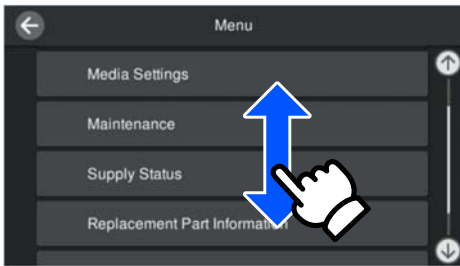 Menu
Media Settings
Maintenance
Supply Status
Replacement Part Information